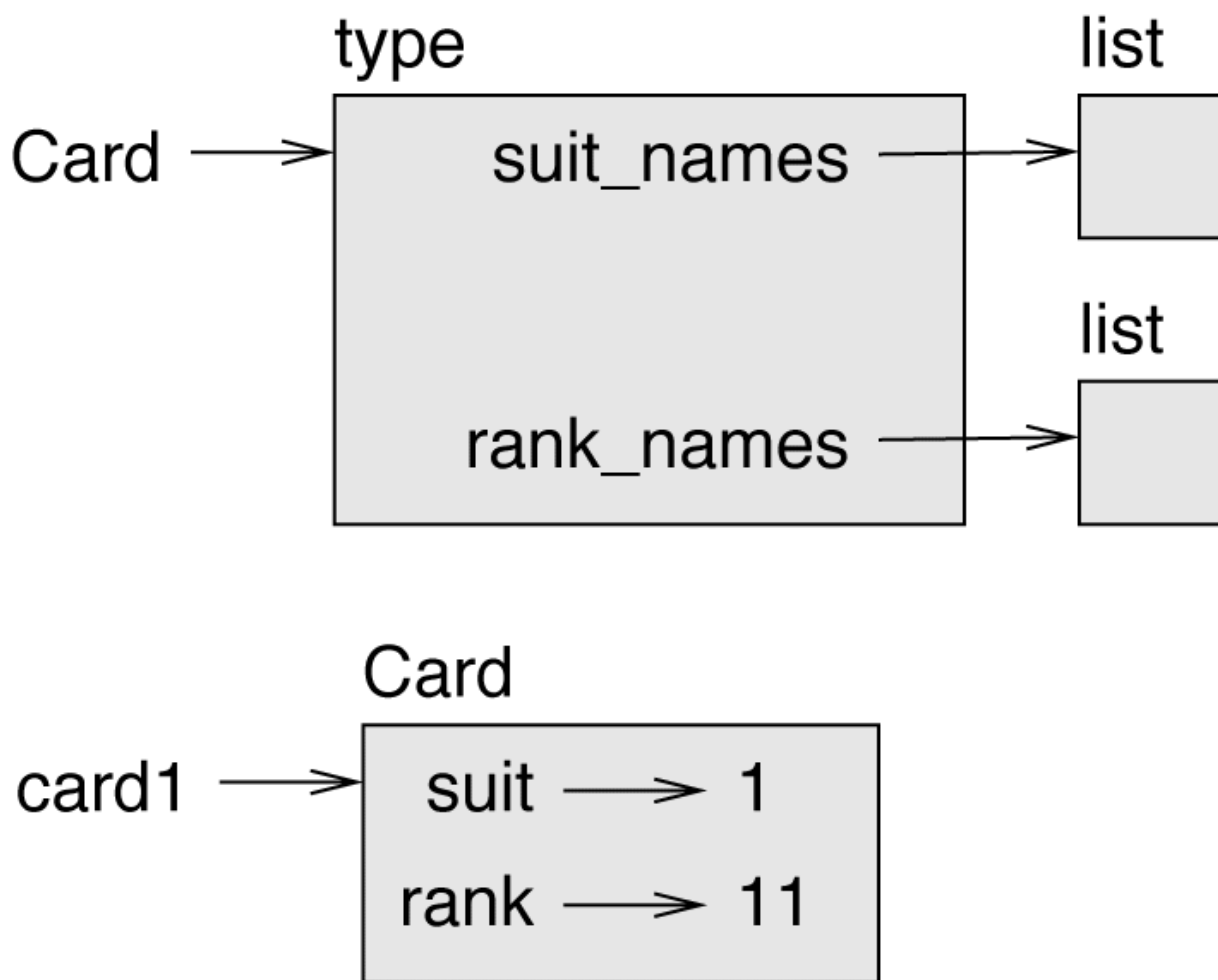 type
list
Card
suit_names
list
rank_names
Card
card1
suit
1
rank
11